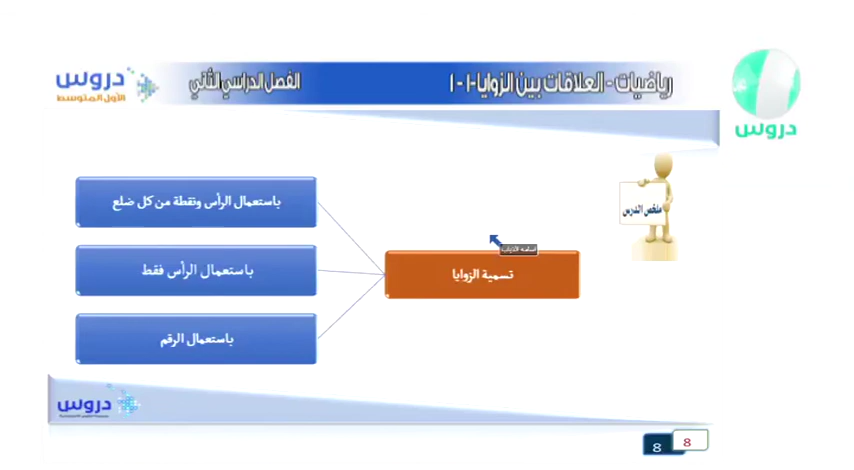 رياضيات - العلاقات بين الزوايا ١-١
الفصل الدراسي الثاني
دروس
الأول المتوسط
دروس
ملخص الدرس
تسمية الزوايا
باستعمال الرأس ونقطة من كل ضلع
باستعمال الرأس فقط
باستعمال الرقم
دروس
8
8